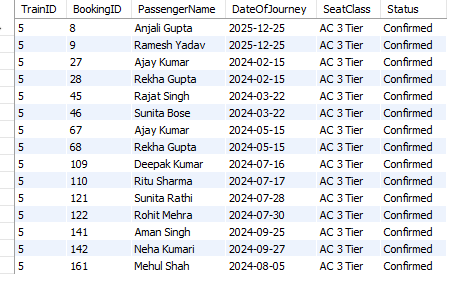 TrainID BookingID PassengerName DateOfJourney SeatClass Status
5 8 Anjali Gupta 2025-12-25 AC 3 Tier Confirmed
5 9 Ramesh Yadav 2025-12-25 AC 3 Tier Confirmed
5 27 Ajay Kumar 2024-02-15 AC 3 Tier Confirmed
5 28 Rekha Gupta 2024-02-15 AC 3 Tier Confirmed
5 45 Rajat Singh 2024-03-22 AC 3 Tier Confirmed
5 46 Sunita Bose 2024-03-22 AC 3 Tier Confirmed
5 67 Ajay Kumar 2024-05-15 AC 3 Tier Confirmed
5 68 Rekha Gupta 2024-05-15 AC 3 Tier Confirmed
5 109 Deepak Kumar 2024-07-16 AC 3 Tier Confirmed
5 110 Ritu Sharma 2024-07-17 AC 3 Tier Confirmed
5 121 Sunita Rathi 2024-07-28 AC 3 Tier Confirmed
5 122 Rohit Mehra 2024-07-30 AC 3 Tier Confirmed
5 141 Aman Singh 2024-09-25 AC 3 Tier Confirmed
5 142 Neha Kumari 2024-09-27 AC 3 Tier Confirmed
5 161 Mehul Shah 2024-08-05 AC 3 Tier Confirmed